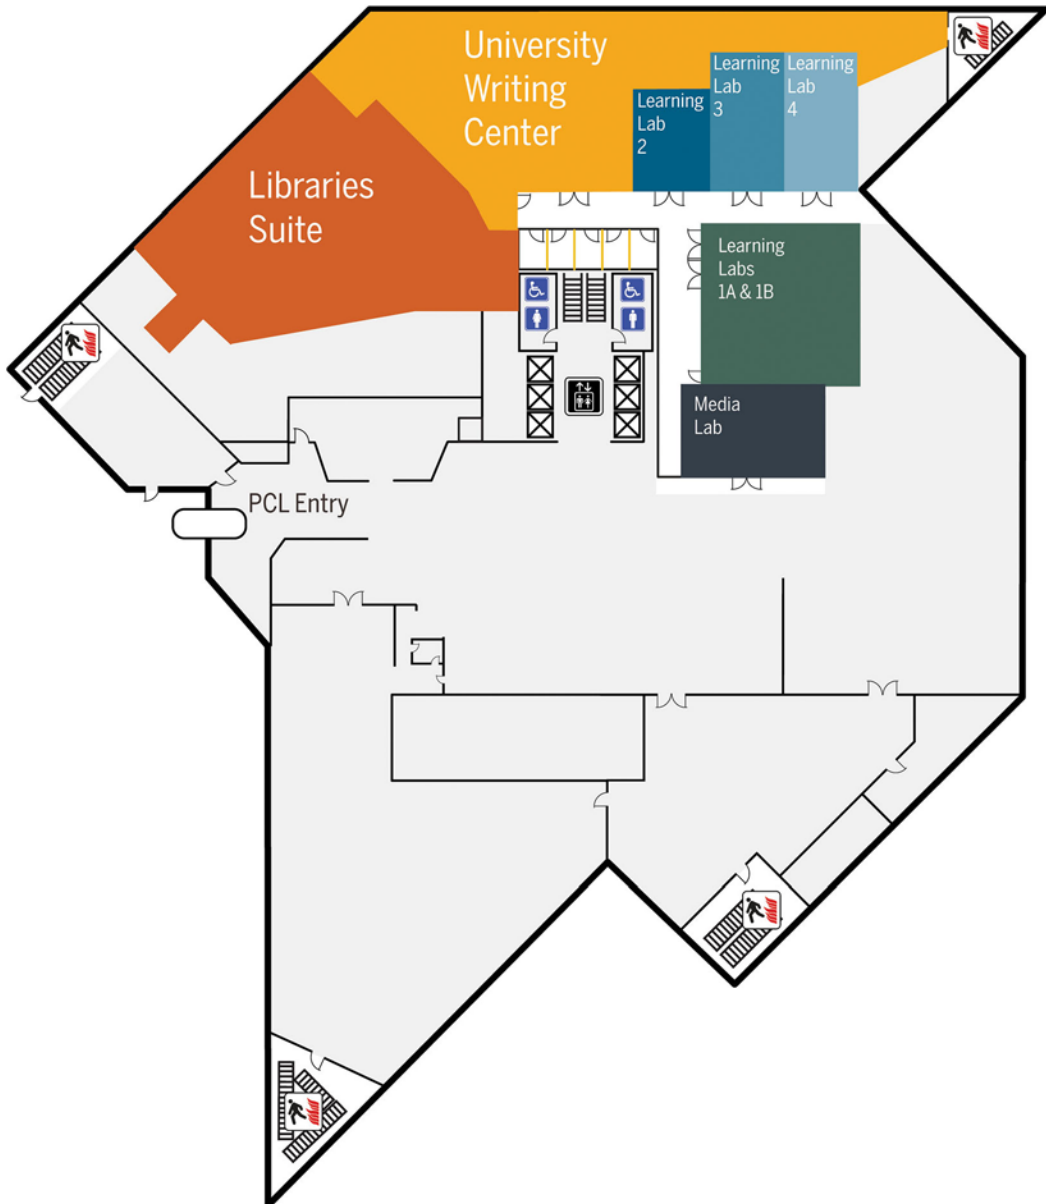 University
Writing
Center
Learning
Lab
2
Learning
Lab
3
Learning
Lab
4
Libraries
Suite
Learning
Labs
1A & 1B
Media
Lab
PCL Entry